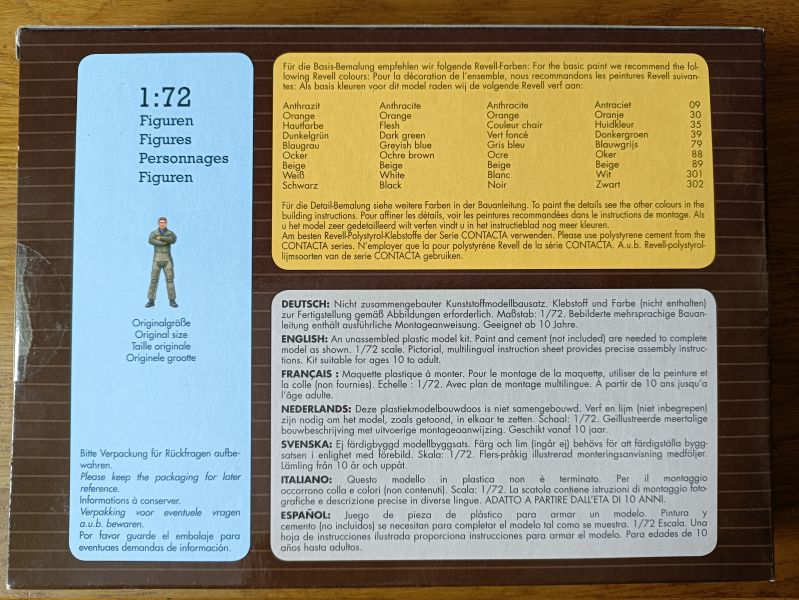 1:72
Figuren
Figures
Personnages
Figuren
Originalgröße
Original size
Taille originale
Originele grootte
Bitte Verpackung für Rückfragen aufbe-
wahren.
Please keep the packaging for later
reference.
Informations à conserver.
Verpakking voor eventuele vragen
a.u.b. bewaren.
Por favor guarde el embalaje para
eventuaes demandas de información.
Für die Basis-Bemalung empfehlen wir folgende Revell-Farben: For the basic paint we recommend the fol-
lowing Revell colours: Pour la décoration de l'ensemble, nous recommandons les peintures Revell suivan-
tes: Als basis kleuren voor dit model raden wij de volgende Revell verf aan:
Anthrazit Anthracite Anthracite Antraciet 09
Orange Orange Orange Oranje 30
Hautfarbe Flesh Couleur chair Huidkleur 35
Dunkelgrün Dark green Vert foncé Donkergroen 39
Blaugrau Greyish blue Gris bleu Blauwgrijs 79
Ocker Ochre brown Ocre Oker 88
Beige Beige Beige Beige 89
Weiß White Blanc Wit 301
Schwarz Black Noir Zwart 302
Für die Detail-Bemalung siehe weitere Farben in der Bauanleitung. To paint the details see the other colours in the
building instructions. Pour affiner les détails, voir les peintures recommandées dans le instructions de montage. Als
u het model zeer gedetailleerd wilt verfen vindt u in het instructieblad nog meer kleuren.
Am besten Revell-Polystyrol-Klebstoffe der Serie CONTACTA verwenden. Please use polystyrene cement from the
CONTACTA series. N'employer que la pour polystyrène Revell de la série CONTACTA. A.u.b. Revell-polystyrol-
lijmsoorten van de serie CONTACTA gebruiken.
DEUTSCH: Nicht zusammengebauter Kunststoffmodellbausatz. Klebstoff und Farbe (nicht enthalten)
zur Fertigstellung gemäß Abbildungen erforderlich. Maßstab: 1/72. Bebilderte mehrsprachige Bauan-
leitung enthält ausführliche Montageanweisung. Geeignet ab 10 Jahre.
ENGLISH: An unassembled plastic model kit. Paint and cement (not included) are needed to complete
model as shown. 1/72 scale. Pictorial, multilingual instruction sheet provides precise assembly instruc-
tions. Kit suitable for ages 10 to adult.
FRANÇAIS : Maquette plastique à monter. Pour le montage de la maquette, utiliser de la peinture et
la colle (non fournies). Echelle : 1/72. Avec plan de montage multilingue. À partir de 10 ans jusqu'a
l'âge adulte.
NEDERLANDS: Deze plastiekmodelbouwdoos is niet samengebouwd. Verf en lijm (niet inbegrepen)
zijn nodig om het model, zoals getoond, in elkaar te zetten. Schaal: 1/72. Geïllustreerde meertalige
bouwbeschrijving met uitvoerige montageaanwijzing. Geschikt vanaf 10 jaar.
SVENSKA: Ej färdigbyggd modellbyggsats. Färg och lim (ingår ej) behövs för att färdigställa bygg-
satsen i enlighet med förebild. Skala: 1/72. Flers-pråkig illustrerad monteringsanvisning medföljer.
Lämling från 10 år och uppåt.
ITALIANO: Questo modello in plastica non è terminato. Per il montaggio
occorrono colla e colori (non contenuti). Scala: 1/72. La scatola contiene istruzioni di montaggio foto-
grafiche e descrizione precise in diverse lingue. ADATTO A PARTIRE DALL'ETA DI 10 ANNI.
ESPAÑOL: Juego de pieza de plástico para armar un modelo. Pintura y
cemento (no incluidos) se necesitan para completar el modelo tal como se muestra. 1/72 Escala. Una
hoja de instrucciones ilustrada proporciona instrucciones para armar el modelo. Para edades de 10
años hasta adultos.